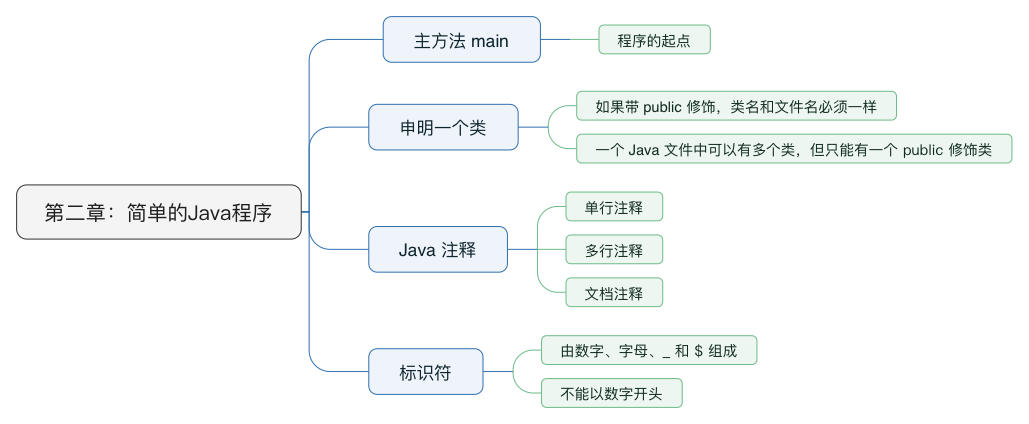 第二章：简单的Java程序
主方法 main
程序的起点
申明一个类
如果带 public 修饰，类名和文件名必须一样
一个 Java 文件中可以有多个类，但只能有一个 public 修饰类
Java 注释
单行注释
多行注释
文档注释
标识符
由数字、字母、_ 和 $ 组成
不能以数字开头